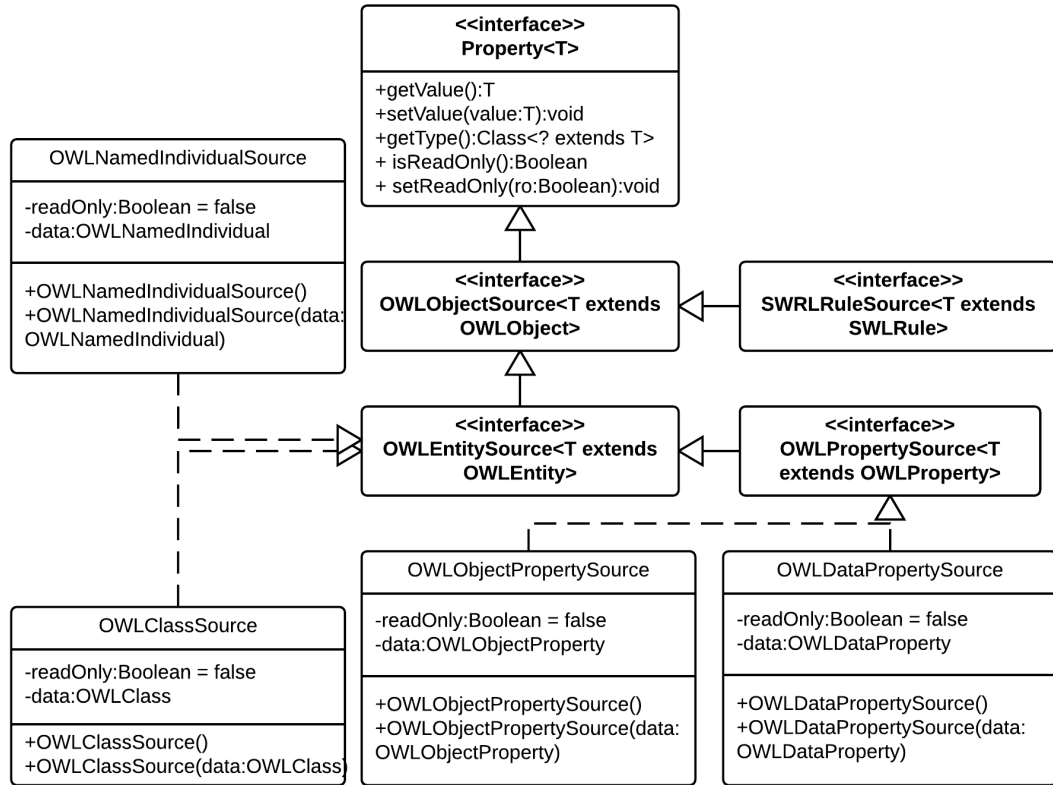 <<interface>>
Property<T>
+getValue():T
+setValue(value:T):void
+getType():Class<? extends T>
+ isReadOnly():Boolean
+ setReadOnly(ro:Boolean):void
OWLNamedIndividualSource
-readOnly:Boolean = false
-data:OWLNamedIndividual
+OWLNamedIndividualSource()
+OWLNamedIndividualSource(data:
OWLNamedIndividual)
<<interface>>
OWLObjectSource<T extends
OWLObject>
<<interface>>
SWRLRuleSource<T extends
SWLRule>
<<interface>>
OWLEntitySource<T extends
OWLEntity>
<<interface>>
OWLPropertySource<T
extends OWLProperty>
OWLClassSource
-readOnly:Boolean = false
-data:OWLClass
+OWLClassSource()
+OWLClassSource(data:OWLClass)
OWLObjectPropertySource
-readOnly:Boolean = false
-data:OWLObjectProperty
+OWLObjectPropertySource()
+OWLObjectPropertySource(data:
OWLObjectProperty)
OWLDataPropertySource
-readOnly:Boolean = false
-data:OWLDataProperty
+OWLDataPropertySource()
+OWLDataPropertySource(data:
OWLDataProperty)